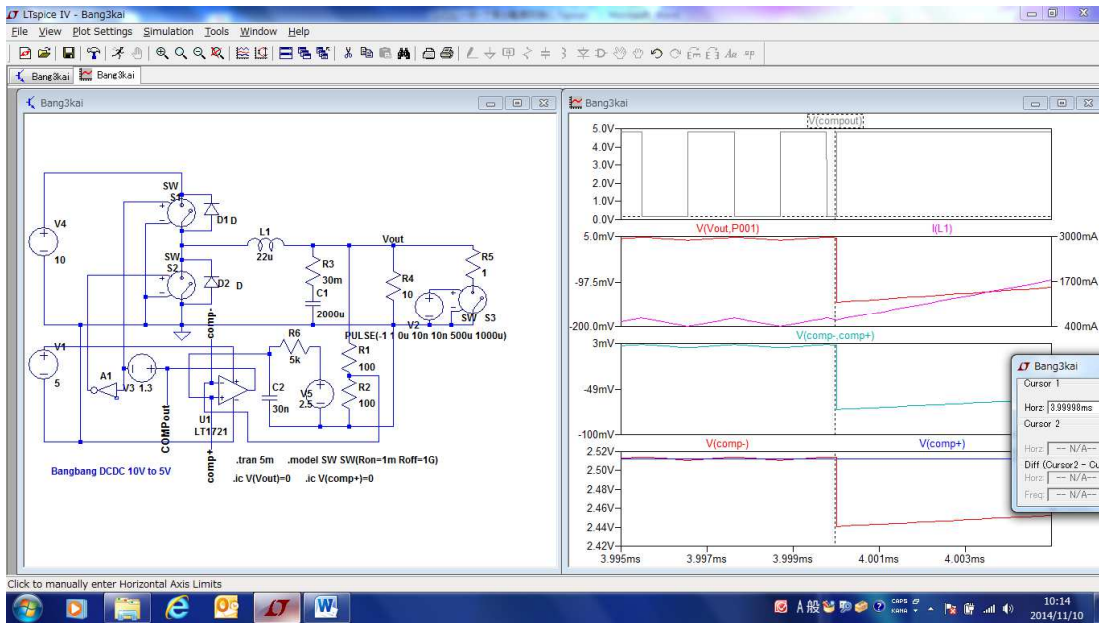 LTspice IV - Bang3kai
File View Plot Settings Simulation Tools Window Help
Bang3kai
Bang3kai
Bang3kai
V4
10
SW
S1
D1 D
SW
S2
D2 D
L1
22u
Vout
R3
30m
C1
2000u
R4
10
R5
1
V2
SW S3
PULSE(-1 1 0u 10n 10n 500u 1000u)
comp-
V1
5
A1
V3 1.3
R6
5k
C2
30n
V5
2.5
R1
100
R2
100
U1
LT1721
COMPout
comp+
.tran 5m .model SW SW(Ron=1m Roff=1G)
Bangbang DCDC 10V to 5V
.ic V(Vout)=0 .ic V(comp+)=0
Bang3kai
V(compout)
5.0V
4.0V
3.0V
2.0V
1.0V
0.0V
V(Vout,P001) I(L1)
5.0mV 3000mA
-97.5mV 1700mA
-200.0mV 400mA
V(comp-,comp+)
3mV
-49mV
-100mV
V(comp-) V(comp+)
2.52V
2.50V
2.48V
2.46V
2.44V
2.42V
3.995ms 3.997ms 3.999ms 4.001ms 4.003ms
Bang3kai
Cursor 1
Horz: 3.99998ms
Cursor 2
Horz: -- N/A--
Diff (Cursor2 - Cu
Horz: -- N/A--
Freq: -- N/A--
Click to manually enter Horizontal Axis Limits
A 般
CAPS
KANA
10:14
2014/11/10